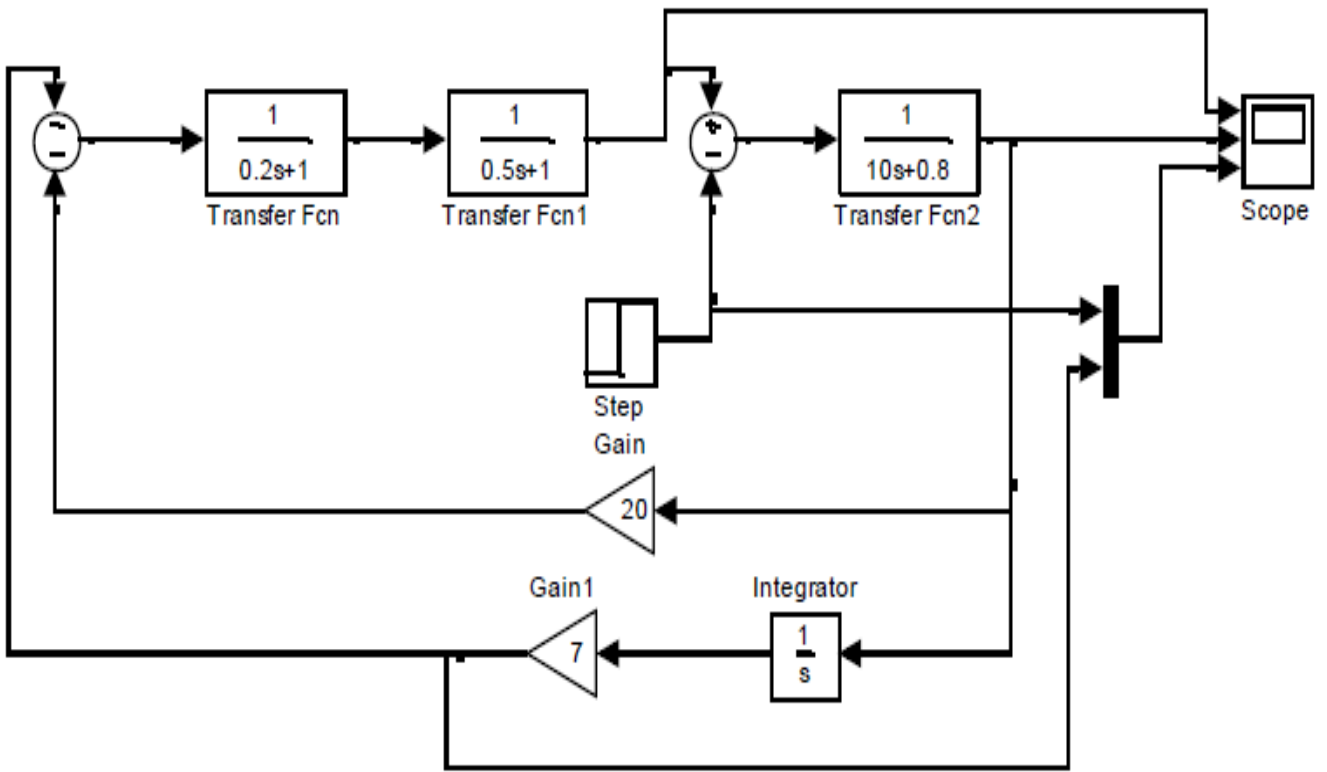 1
0.2s+1
Transfer Fcn
1
0.5s+1
Transfer Fcn1
1
10s+0.8
Transfer Fcn2
Scope
Step
Gain
20
Gain1
7
Integrator
1
s